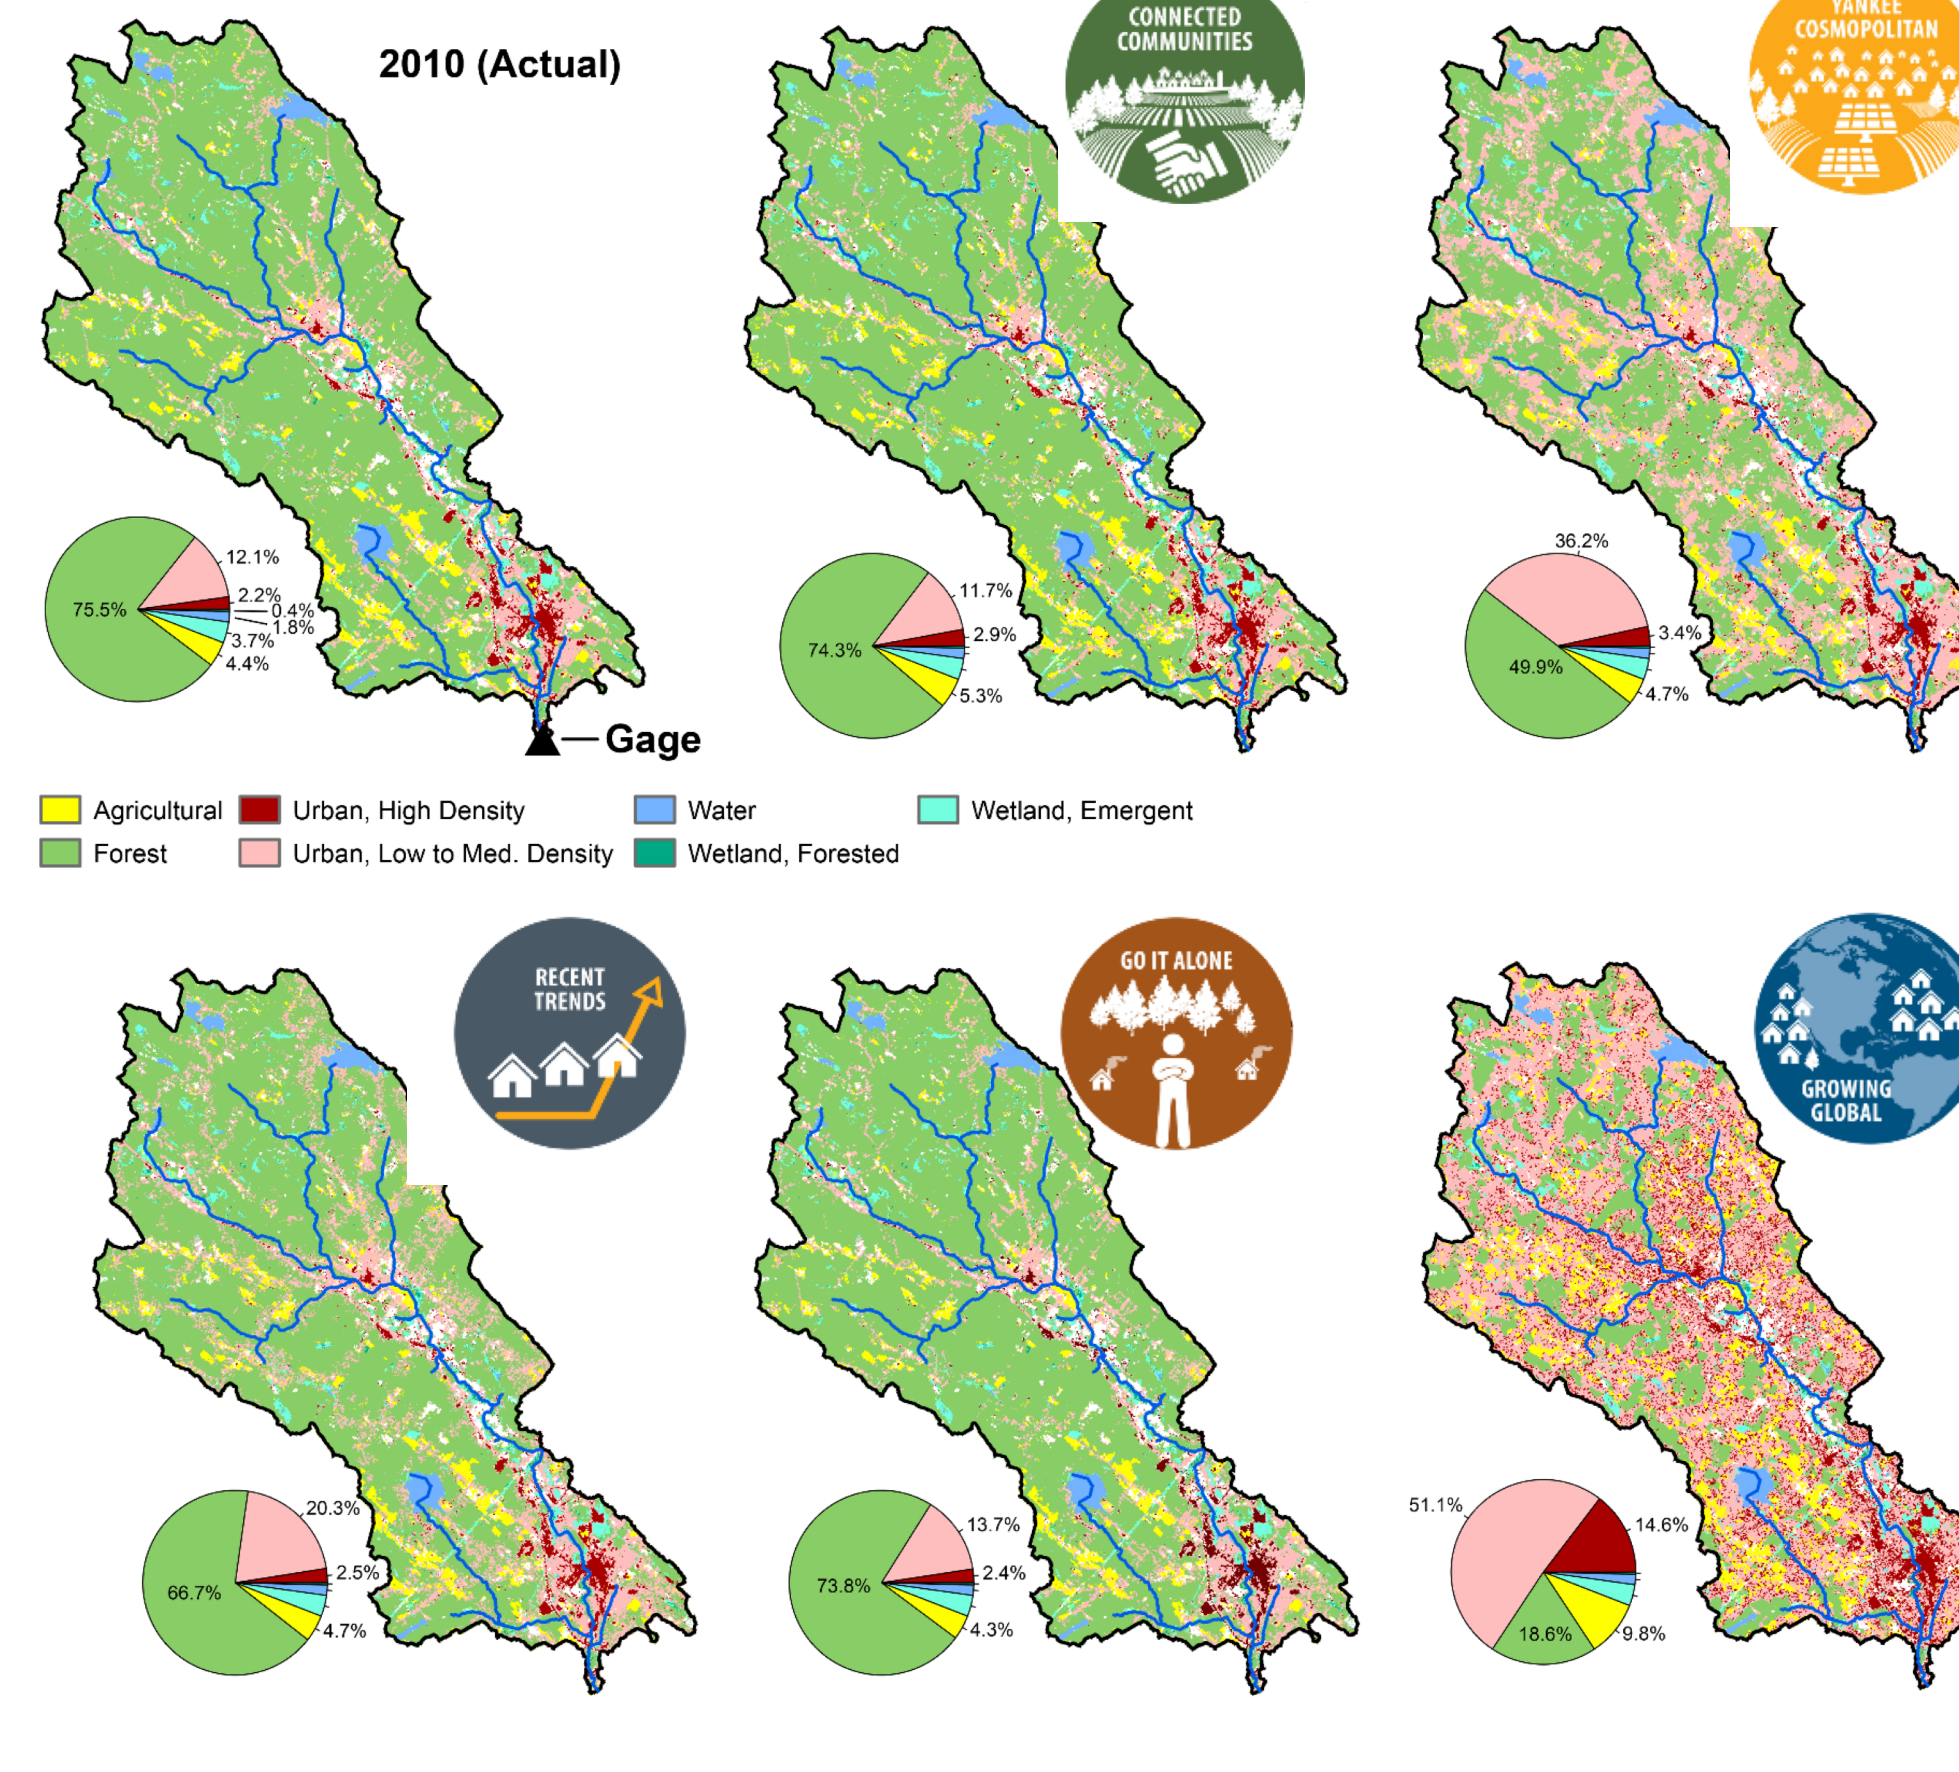 2010 (Actual)
CONNECTED
COMMUNITIES
YANKEE
COSMOPOLITAN
75.5%
12.1%
2.2%
0.4%
1.8%
3.7%
4.4%
74.3%
11.7%
2.9%
5.3%
36.2%
49.9%
3.4%
4.7%
Gage
Agricultural
Urban, High Density
Water
Wetland, Emergent
Forest
Urban, Low to Med. Density
Wetland, Forested
RECENT
TRENDS
GO IT ALONE
GROWING
GLOBAL
66.7%
20.3%
2.5%
4.7%
73.8%
13.7%
2.4%
4.3%
51.1%
14.6%
18.6%
9.8%